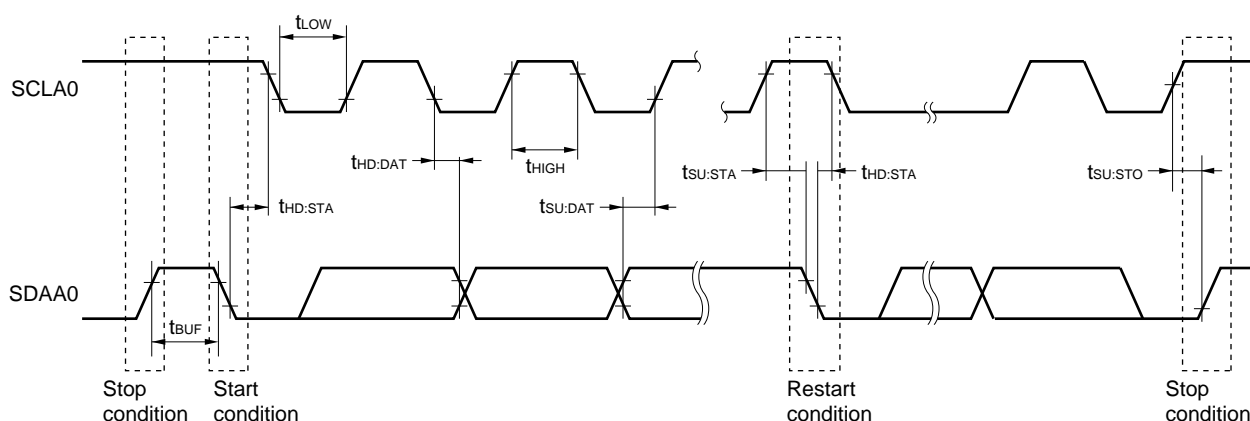 tLOW
SCLA0
tHD:DAT
tHIGH
tSU:STA
tHD:STA
tSU:STO
tHD:STA
tSU:DAT
SDAA0
tBUF
Stop
condition
Start
condition
Restart
condition
Stop
condition